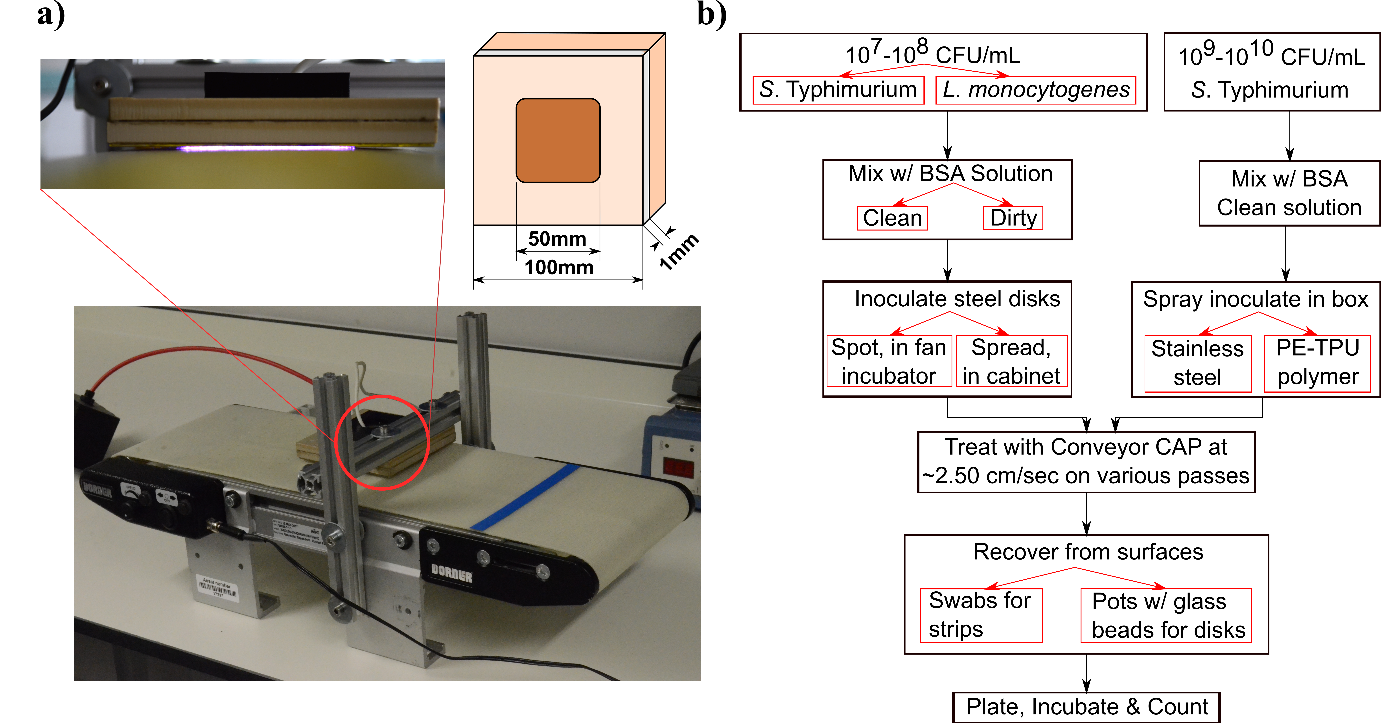 a)
50mm
100mm
1mm
DORNER
DORNER
b)
10⁷-10⁸ CFU/mL
S. Typhimurium
L. monocytogenes
10⁹-10¹⁰ CFU/mL
S. Typhimurium
Mix w/ BSA Solution
Clean
Dirty
Mix w/ BSA
Clean solution
Inoculate steel disks
Spot, in fan
incubator
Spread,
in cabinet
Spray inoculate in box
Stainless
steel
PE-TPU
polymer
Treat with Conveyor CAP at
~2.50 cm/sec on various passes
Recover from surfaces
Swabs for
strips
Pots w/ glass
beads for disks
Plate, Incubate & Count